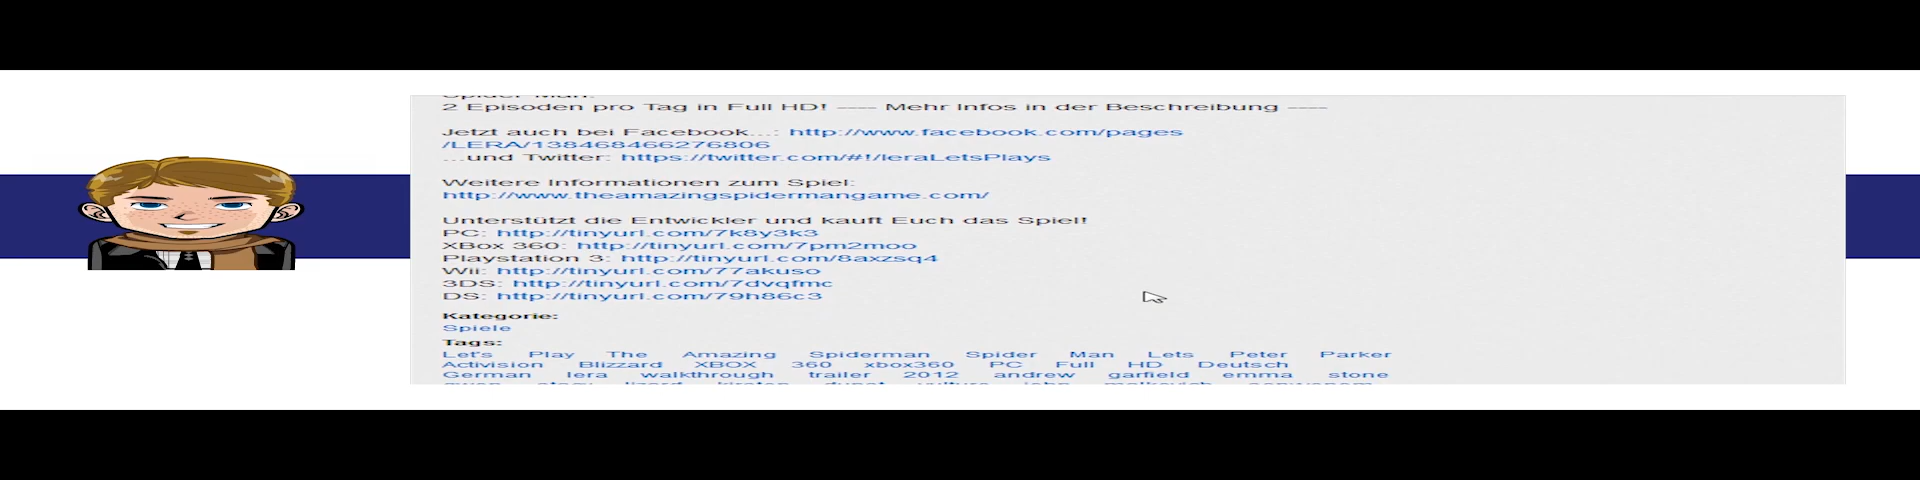 2 Episoden pro Tag in Full HD! ---- Mehr Infos in der Beschreibung ----
Jetzt auch bei Facebook...: http://www.facebook.com/pages
/LERA/138468466276806
...und Twitter: https://twitter.com/#!/leraLetsPlays
Weitere Informationen zum Spiel:
http://www.theamazingspidermangame.com/
Unterstützt die Entwickler und kauft Euch das Spiel!
PC: http://tinyurl.com/7k8y3k3
XBox 360: http://tinyurl.com/7pm2moo
Playstation 3: http://tinyurl.com/8axzsq4
Wii: http://tinyurl.com/77akuso
3DS: http://tinyurl.com/7dvqfmc
DS: http://tinyurl.com/79h86c3
Kategorie:
Spiele
Tags:
Let's Play The Amazing Spiderman Spider Man Lets Peter Parker
Activision Blizzard XBOX 360 xbox360 PC Full HD Deutsch
German lera walkthrough trailer 2012 andrew garfield emma stone